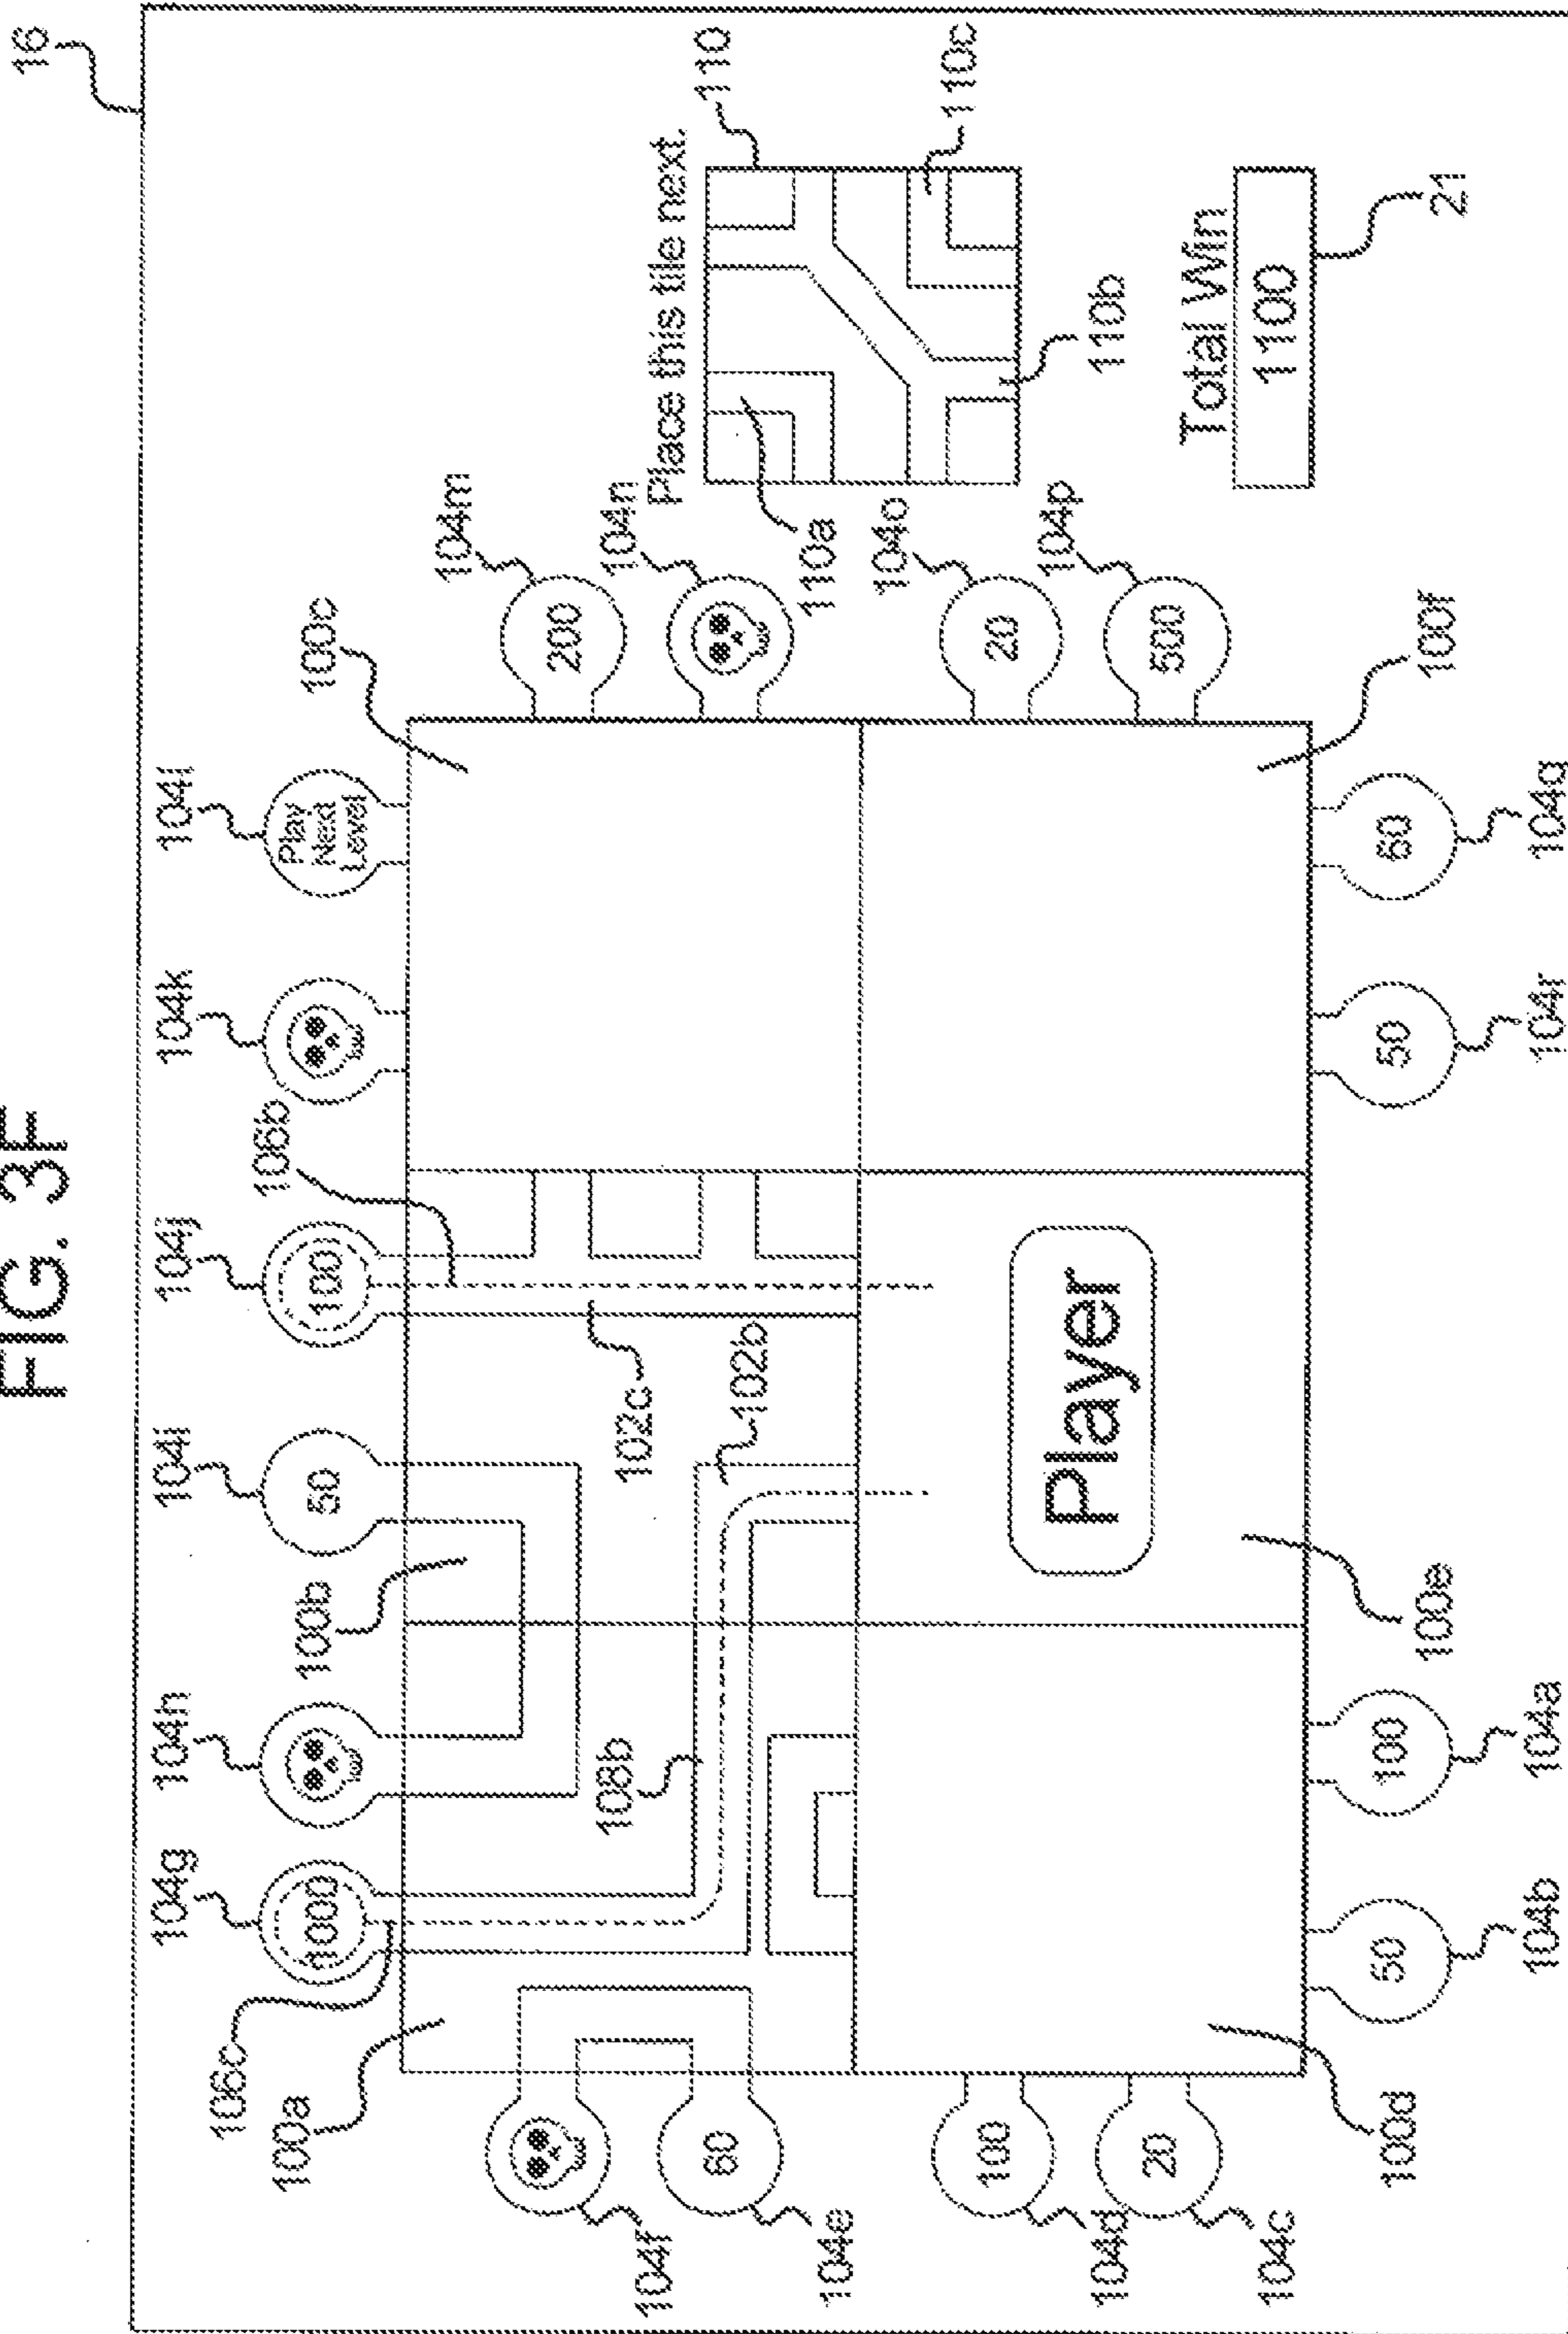 FIG. 3F
16
104g
104h
104i
104j
104k
104l
106c
106b
100a
1000
100b
50
100
Play
Next
Level
100c
104m
200
104n
Place this tile next.
110
104f
108b
102c
102b
60
104e
110a
110c
110b
104o
20
104d
100
Player
104p
500
104c
20
Total Win
1100
21
100d
100
50
100e
50
60
100f
104b
104a
104r
104q